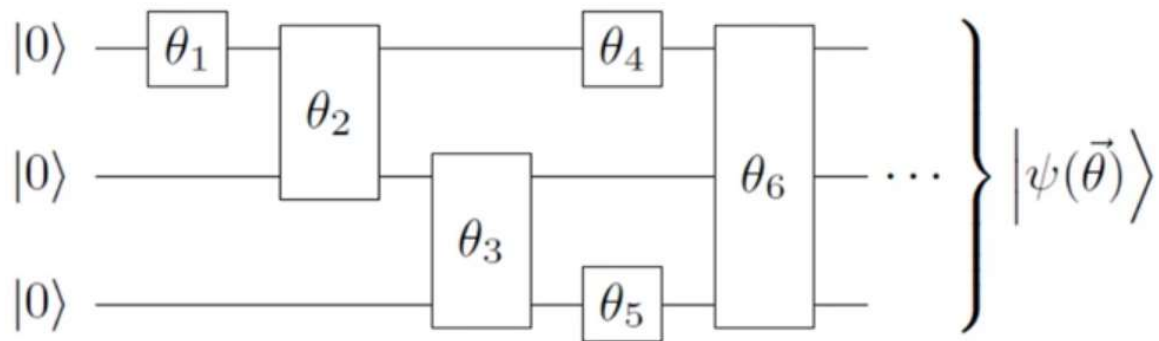 |0⟩ θ₁ θ₂ θ₄ θ₆
|0⟩ θ₃ ··· |ψ(θ⃗)⟩
|0⟩ θ₅